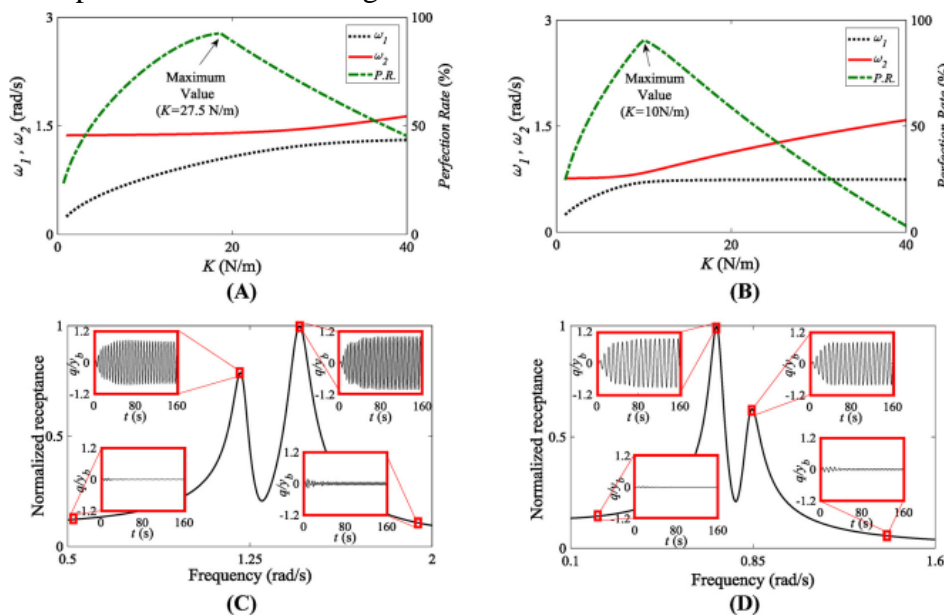 3
1.5
0
ω1 , ω2 (rad/s)
100
50
0
Perfection Rate (%)
ω1
ω2
P.R.
Maximum
Value
(K=27.5 N/m)
0
20
40
K (N/m)
(A)
3
1.5
0
ω1 , ω2 (rad/s)
100
50
0
Perfection Rate (%)
ω1
ω2
P.R.
Maximum
Value
(K=10N/m)
0
20
40
K (N/m)
(B)
1
0.5
0
Normalized receptance
1.2
0
-1.2
q/yb
0 80 160
t (s)
1.2
0
-1.2
q/yb
0 80 160
t (s)
1.2
0
-1.2
q/yb
0 80 160
t (s)
1.2
0
-1.2
q/yb
0 80 160
t (s)
0.5 1.25 2
Frequency (rad/s)
(C)
1
0.5
0
Normalized receptance
1.2
0
-1.2
q/yb
0 80 160
t (s)
1.2
0
-1.2
q/yb
0 80 160
t (s)
1.2
0
-1.2
q/yb
0 80 160
t (s)
1.2
0
-1.2
q/yb
0 80 160
t (s)
0.1 0.85 1.6
Frequency (rad/s)
(D)